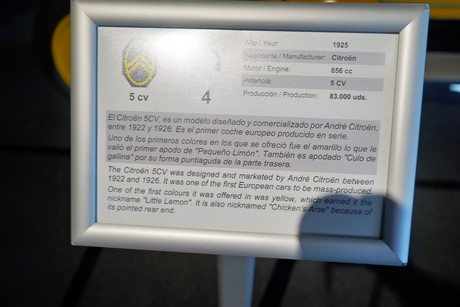 Año / Year: 1925
Fabricante / Manufacturer: Citroën
Motor / Engine: 856 cc
Potencia: 5 CV
Producción / Production: 83.000 uds.
5 CV
4
El Citroën 5CV, es un modelo diseñado y comercializado por André Citroën,
entre 1922 y 1926. Es el primer coche europeo producido en serie.
Uno de los primeros colores en los que se ofreció fue el amarillo lo que le
valió el primer apodo de "Pequeño Limón". También es apodado "Culo de
gallina" por su forma puntiaguda de la parte trasera.
The Citroën 5CV was designed and marketed by André Citroën between
1922 and 1926. It was one of the first European cars to be mass-produced.
One of the first colours it was offered in was yellow, which earned it the
nickname "Little Lemon". It is also nicknamed "Chicken's Arse" because of
its pointed rear end.